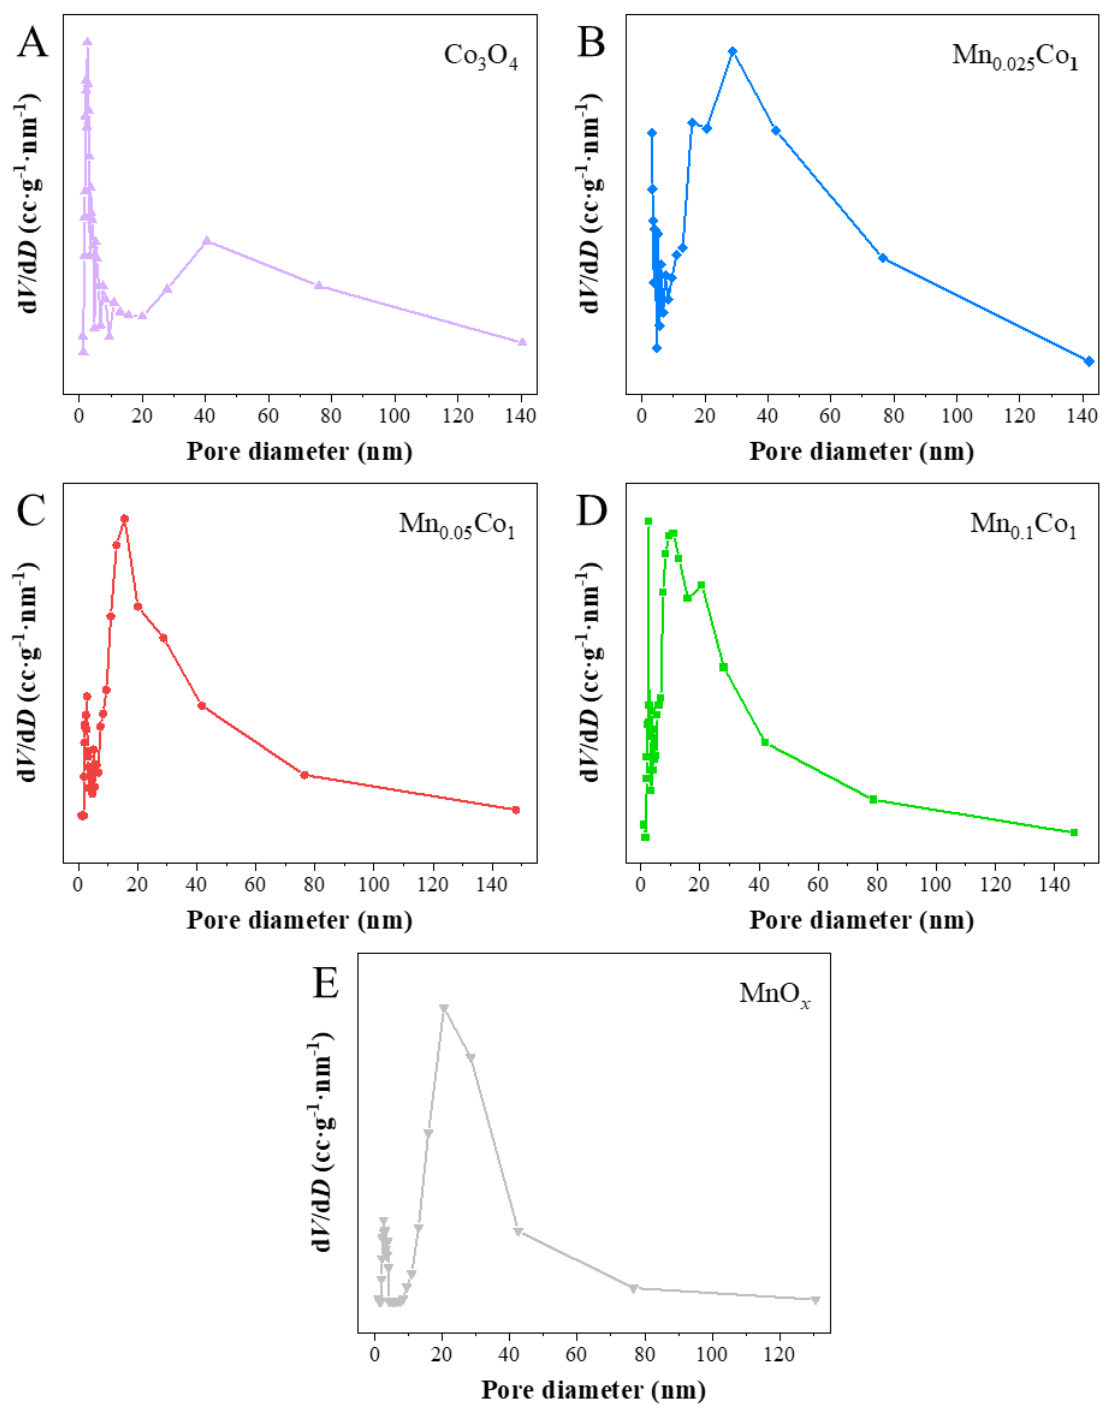 A
Co₃O₄
dV/dD (cc·g⁻¹·nm⁻¹)
0 20 40 60 80 100 120 140
Pore diameter (nm)
B
Mn₀.₀₂₅Co₁
dV/dD (cc·g⁻¹·nm⁻¹)
0 20 40 60 80 100 120 140
Pore diameter (nm)
C
Mn₀.₀₅Co₁
dV/dD (cc·g⁻¹·nm⁻¹)
0 20 40 60 80 100 120 140
Pore diameter (nm)
D
Mn₀.₁Co₁
dV/dD (cc·g⁻¹·nm⁻¹)
0 20 40 60 80 100 120 140
Pore diameter (nm)
E
MnOₓ
dV/dD (cc·g⁻¹·nm⁻¹)
0 20 40 60 80 100 120
Pore diameter (nm)